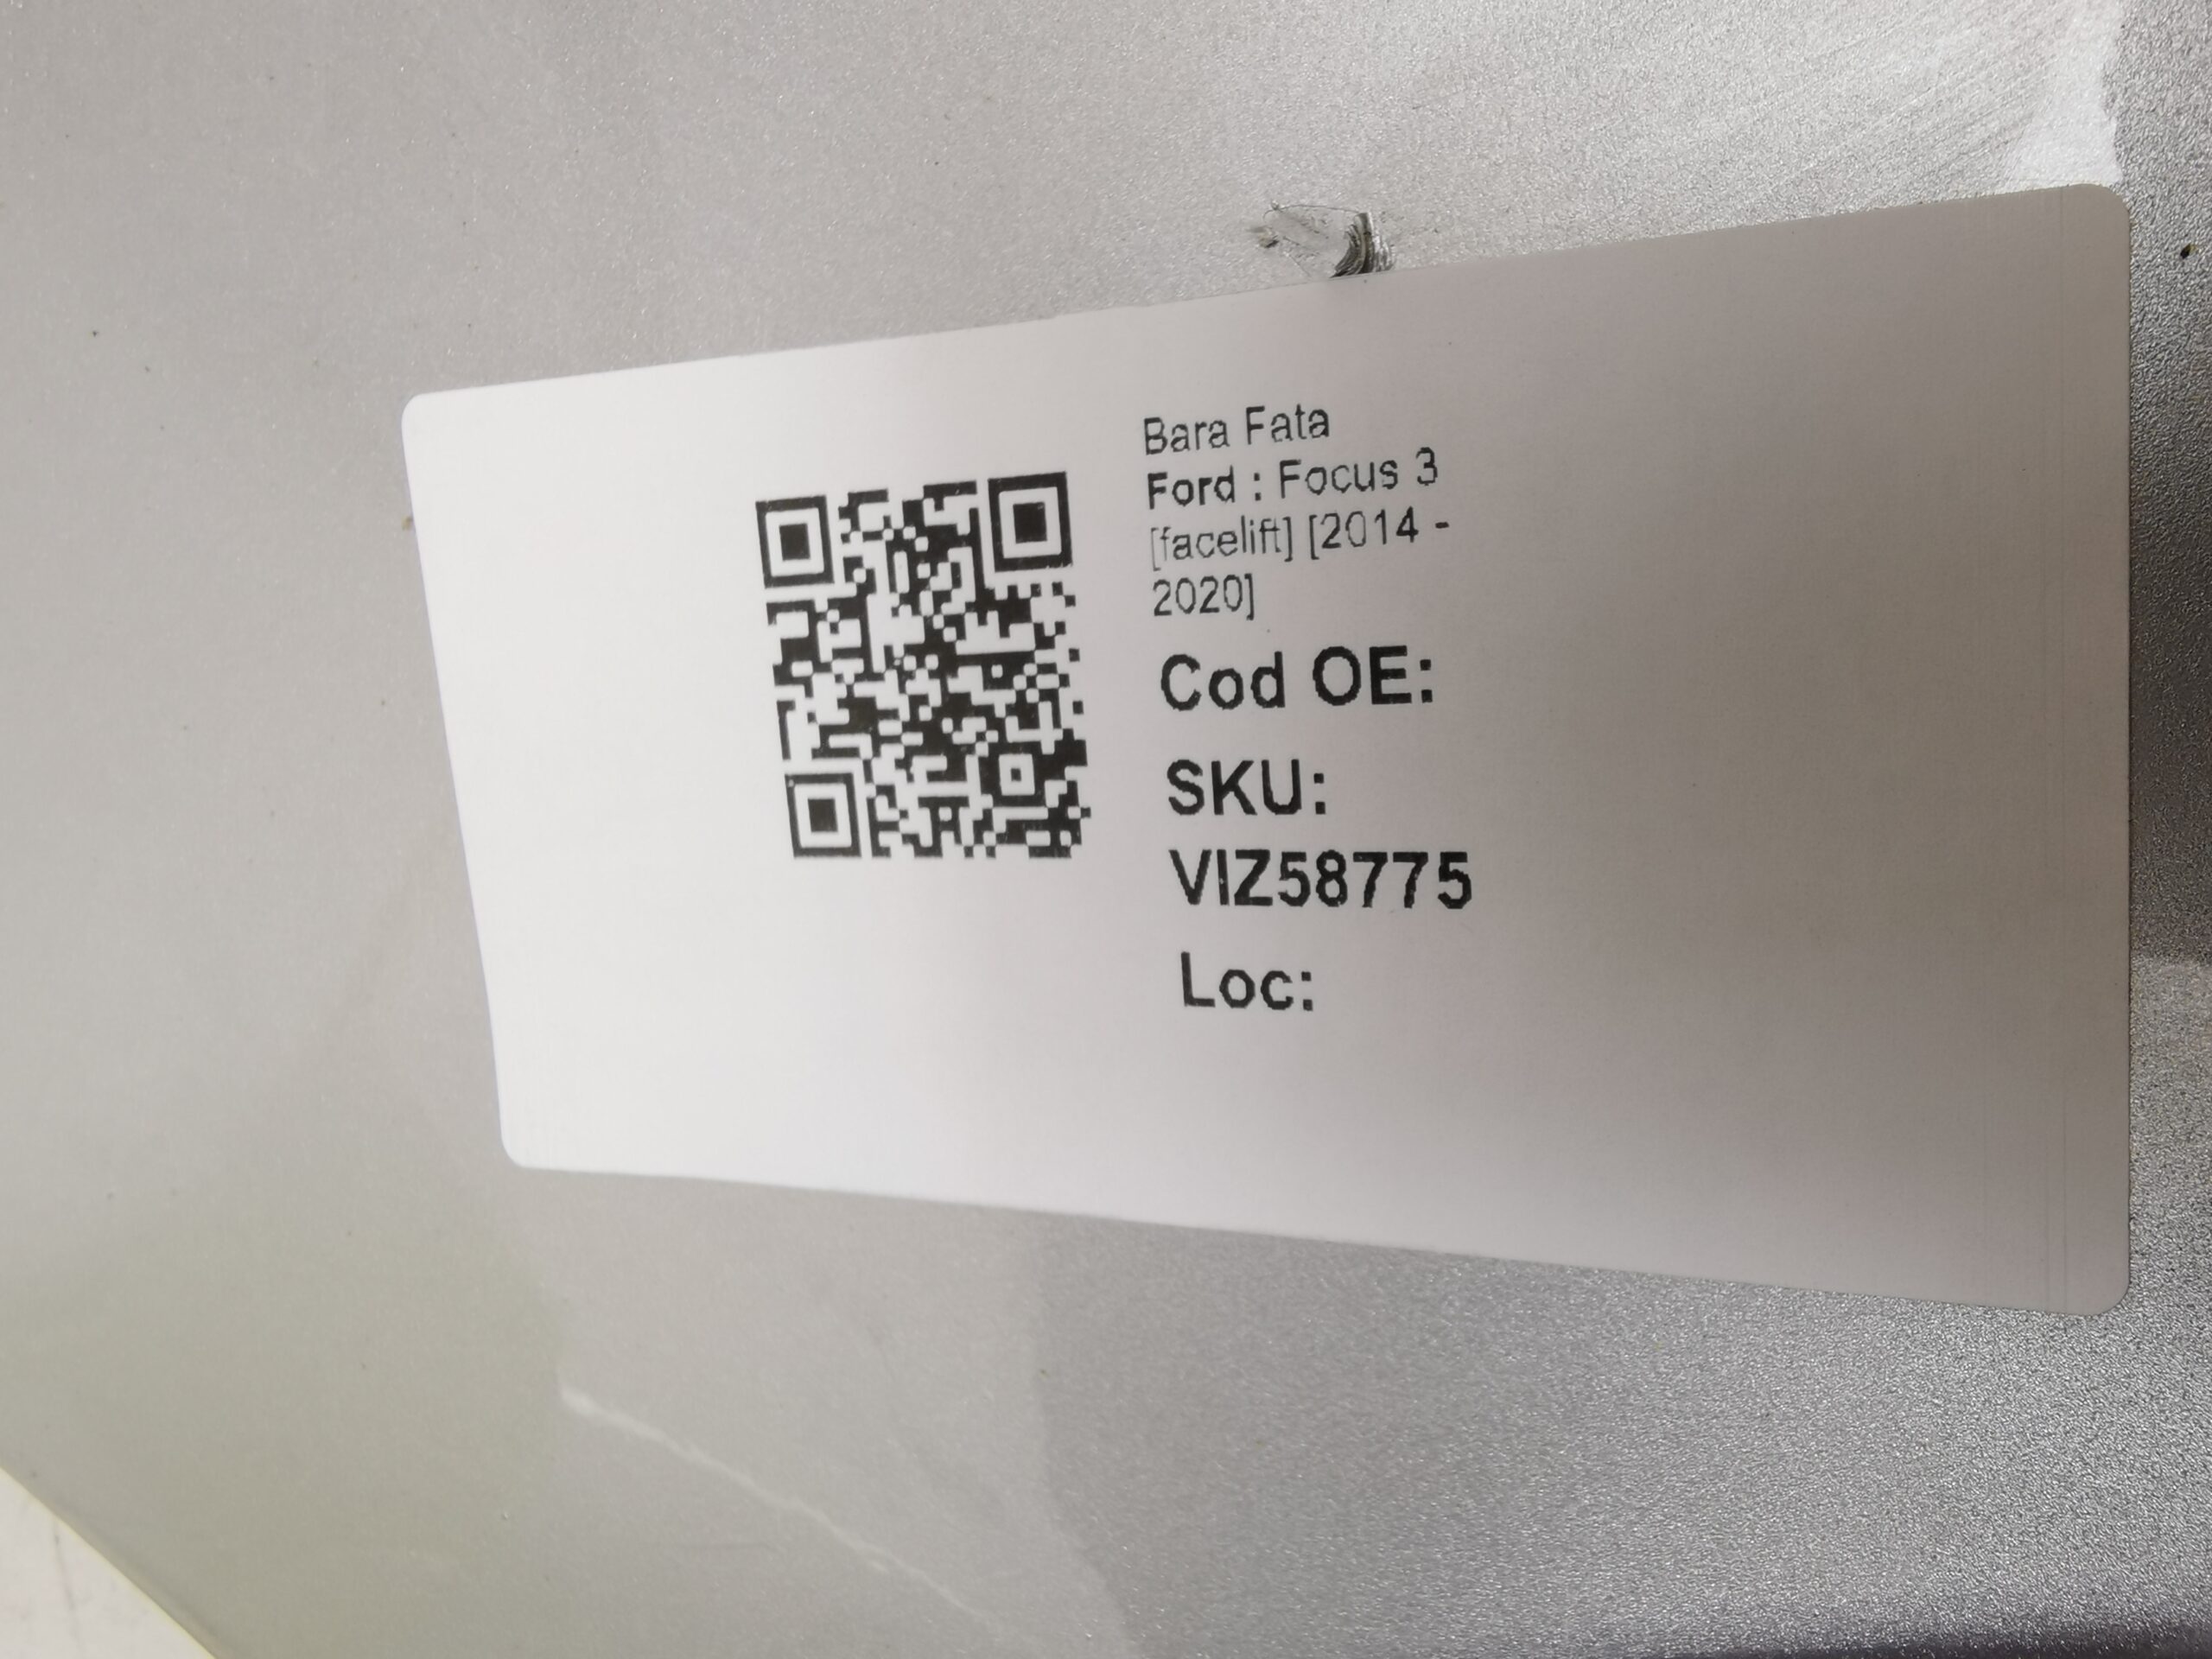 Bara Fata
Ford : Focus 3
[facelift] [2014 -
2020]
Cod OE:
SKU:
VIZ58775
Loc: